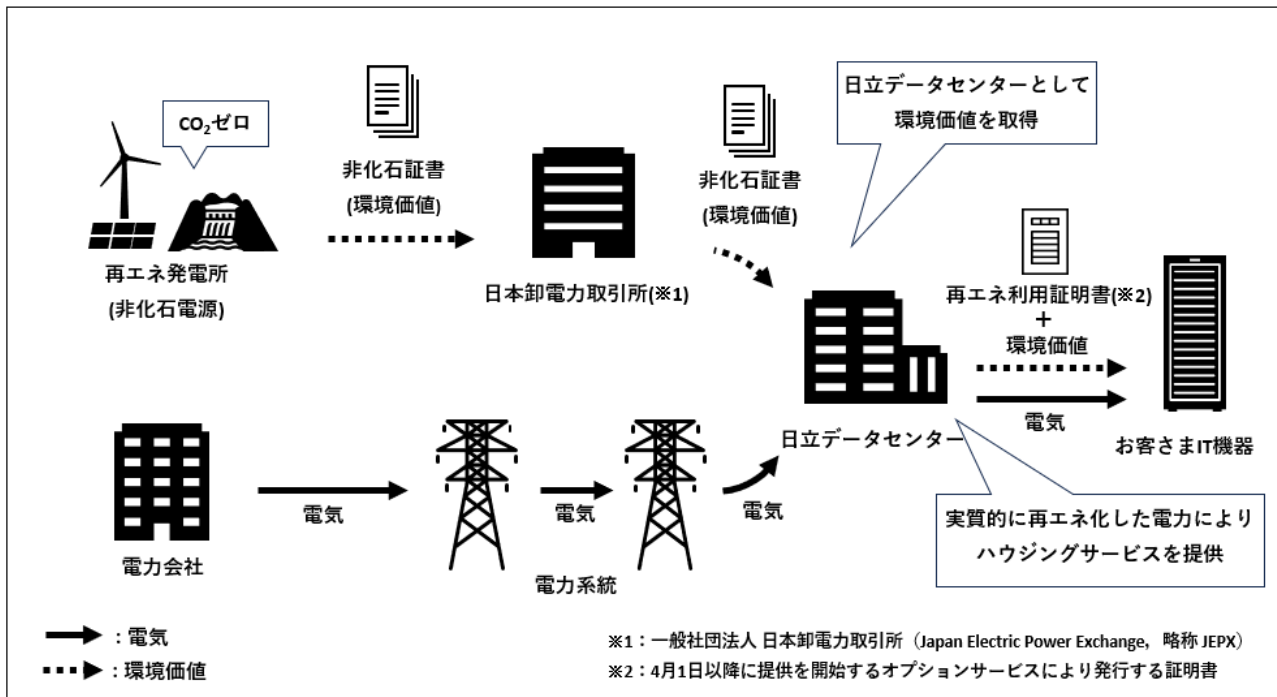 CO₂ゼロ
非化石証書
(環境価値)
再エネ発電所
(非化石電源)
日本卸電力取引所(※1)
非化石証書
(環境価値)
日立データセンターとして
環境価値を取得
再エネ利用証明書(※2)
+
環境価値
電気
お客さまIT機器
日立データセンター
実質的に再エネ化した電力により
ハウジングサービスを提供
電力会社
電気
電気
電気
電力系統
:電気
:環境価値
※1:一般社団法人 日本卸電力取引所(Japan Electric Power Exchange, 略称 JEPX)
※2:4月1日以降に提供を開始するオプションサービスにより発行する証明書